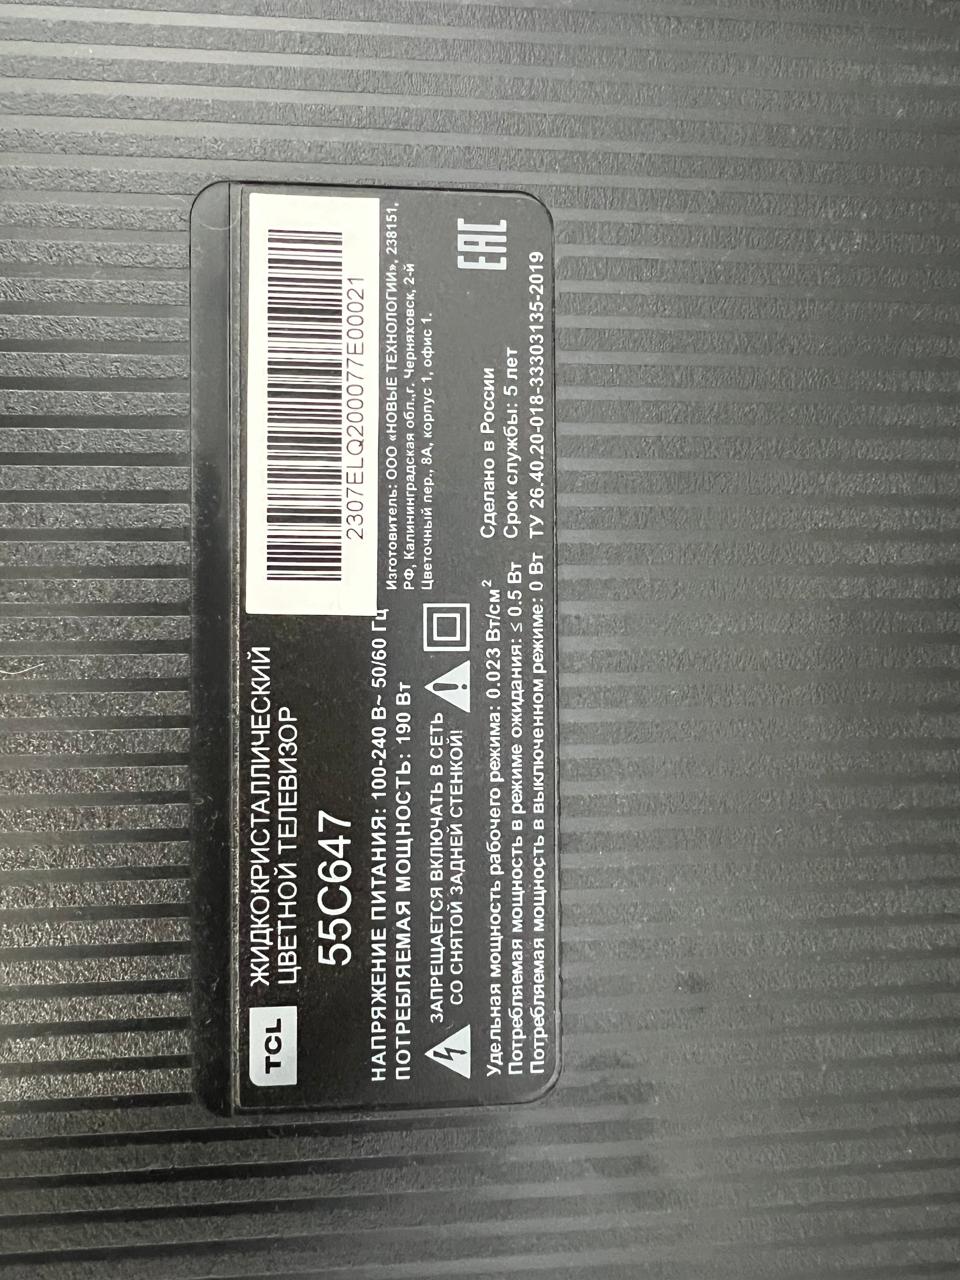 TCL
ЖИДКОКРИСТАЛЛИЧЕСКИЙ
ЦВЕТНОЙ ТЕЛЕВИЗОР
55C647
НАПРЯЖЕНИЕ ПИТАНИЯ: 100-240 В~ 50/60 Гц
ПОТРЕБЛЯЕМАЯ МОЩНОСТЬ: 190 Вт
ЗАПРЕЩАЕТСЯ ВКЛЮЧАТЬ В СЕТЬ
СО СНЯТОЙ ЗАДНЕЙ СТЕНКОЙ!
Удельная мощность рабочего режима: 0.023 Вт/см²
Потребляемая мощность в режиме ожидания: ≤ 0.5 Вт
Потребляемая мощность в выключенном режиме: 0 Вт
2307ELQ200077E00021
Изготовитель: ООО «НОВЫЕ ТЕХНОЛОГИИ», 238151,
РФ, Калининградская обл.,г. Черняховск, 2-й
Цветочный пер., 8А, корпус 1, офис 1.
EAC
Сделано в России
Срок службы: 5 лет
ТУ 26.40.20-018-33303135-2019